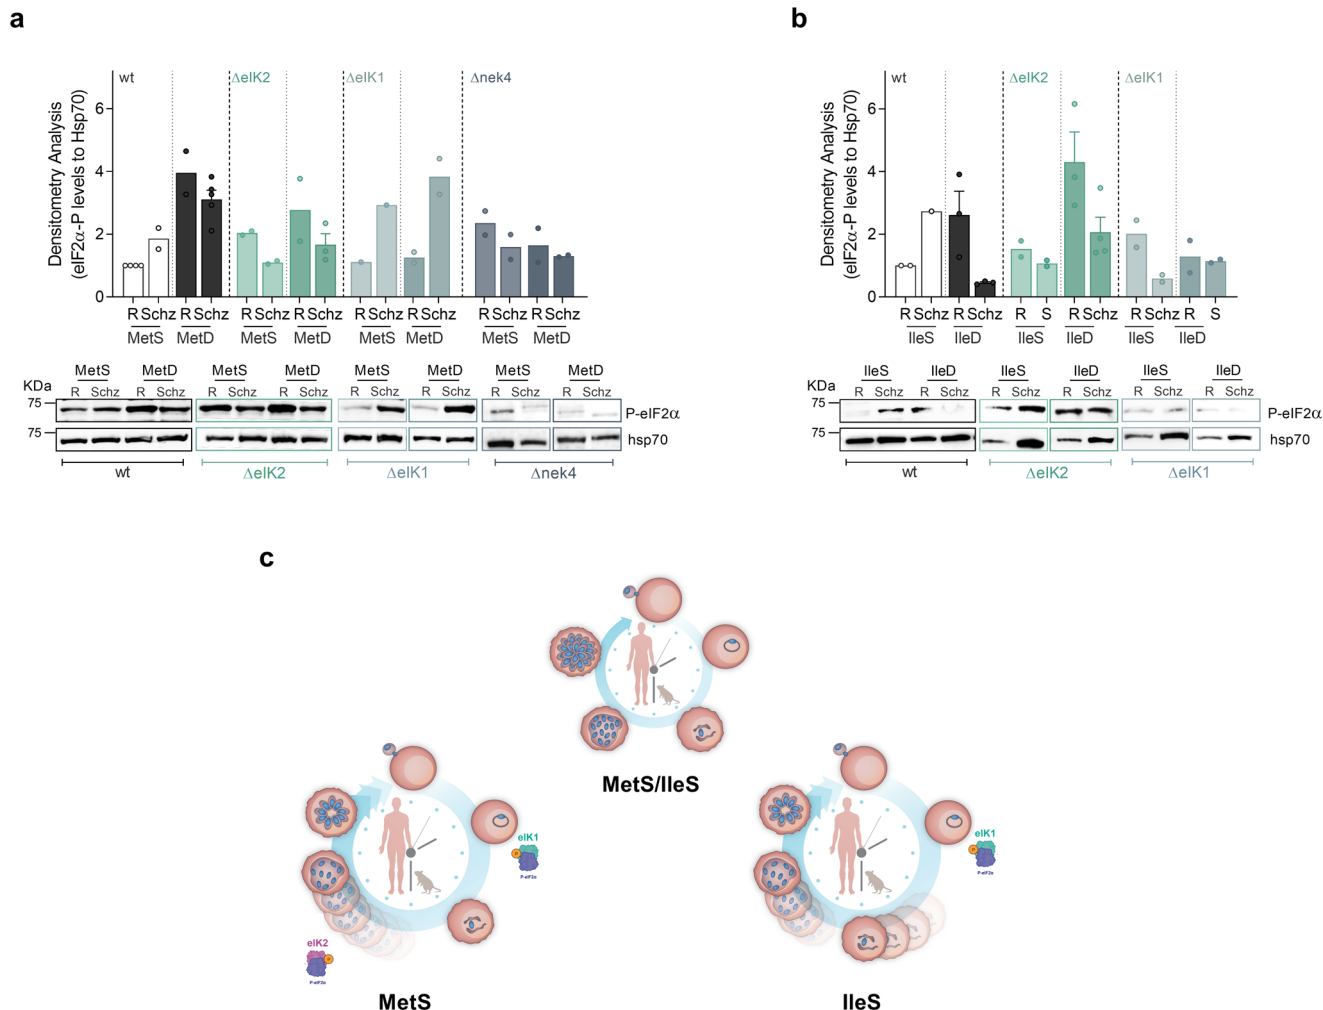 a
Densitometry Analysis
(eIF2α-P levels to Hsp70)
6
4
2
0
wt
ΔeIK2
ΔeIK1
Δnek4
R Schz R Schz R Schz R Schz R Schz R Schz R Schz R Schz
MetS MetD MetS MetD MetS MetD MetS MetD
MetS MetD MetS MetD MetS MetD MetS MetD
KDa R Schz R Schz R Schz R Schz R Schz R Schz R Schz R Schz
75
P-eIF2α
75
hsp70
wt
ΔeIK2
ΔeIK1
Δnek4
b
Densitometry Analysis
(eIF2α-P levels to Hsp70)
6
4
2
0
wt
ΔeIK2
ΔeIK1
R Schz R Schz R S R Schz R Schz R S
IleS IleD IleS IleD IleS IleD
IleS IleD IleS IleD IleS IleD
KDa R Schz R Schz R Schz R Schz R Schz R Schz
75
P-eIF2α
75
hsp70
wt
ΔeIK2
ΔeIK1
c
MetS/IleS
eIK1
P
P-eIF2α
eIK2
P
P-eIF2α
MetS
eIK1
P
P-eIF2α
IleS